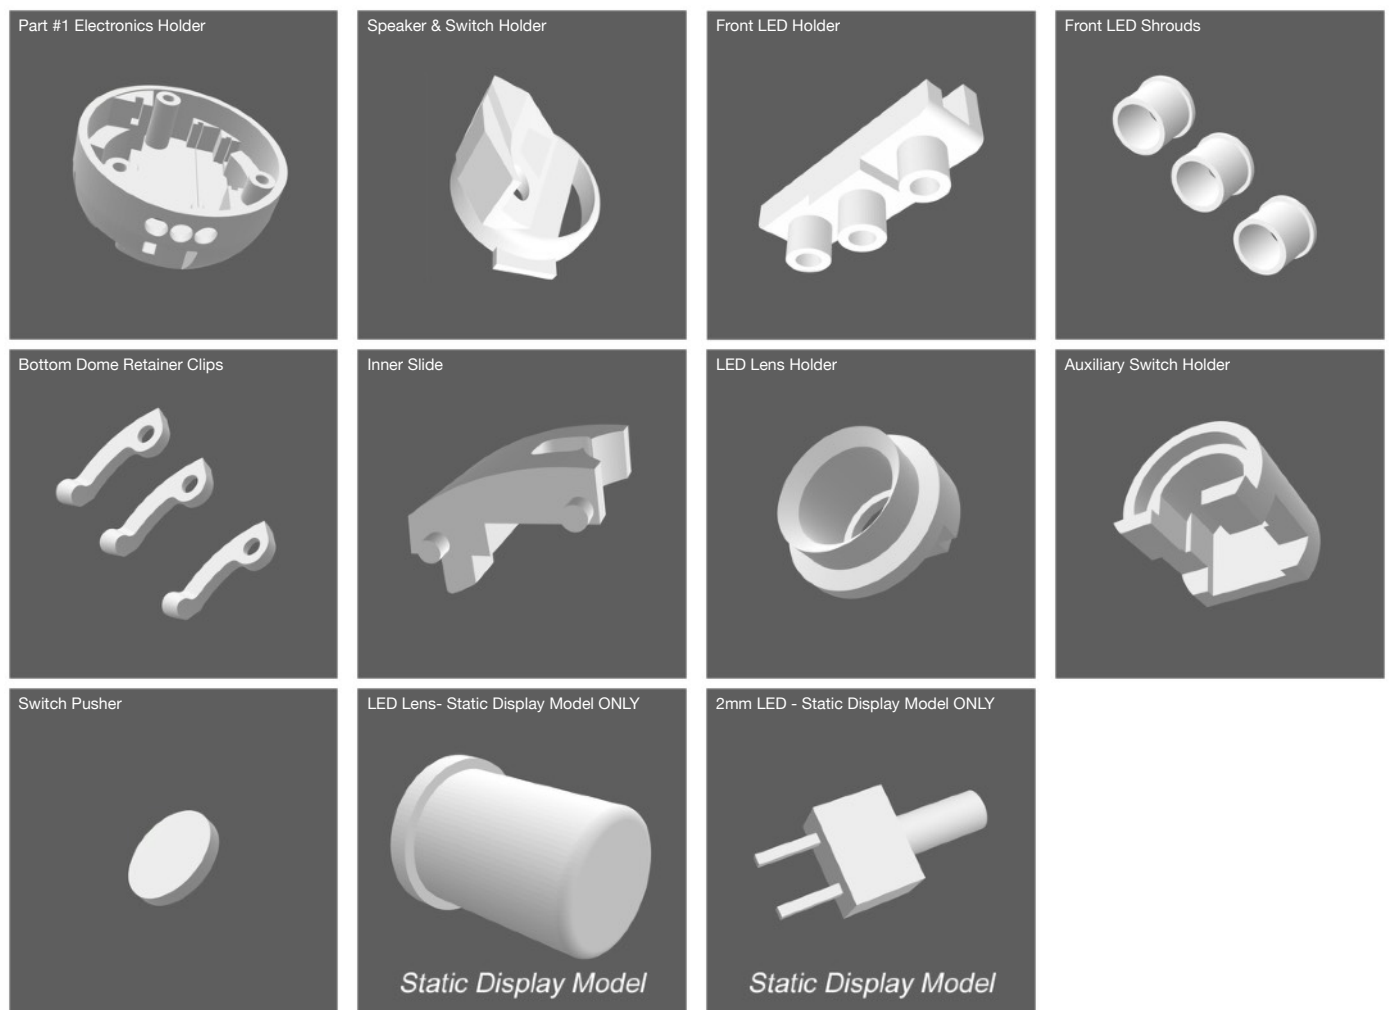 Part #1 Electronics Holder
Speaker & Switch Holder
Front LED Holder
Front LED Shrouds
Bottom Dome Retainer Clips
Inner Slide
LED Lens Holder
Auxiliary Switch Holder
Switch Pusher
LED Lens- Static Display Model ONLY
2mm LED - Static Display Model ONLY
Static Display Model
Static Display Model